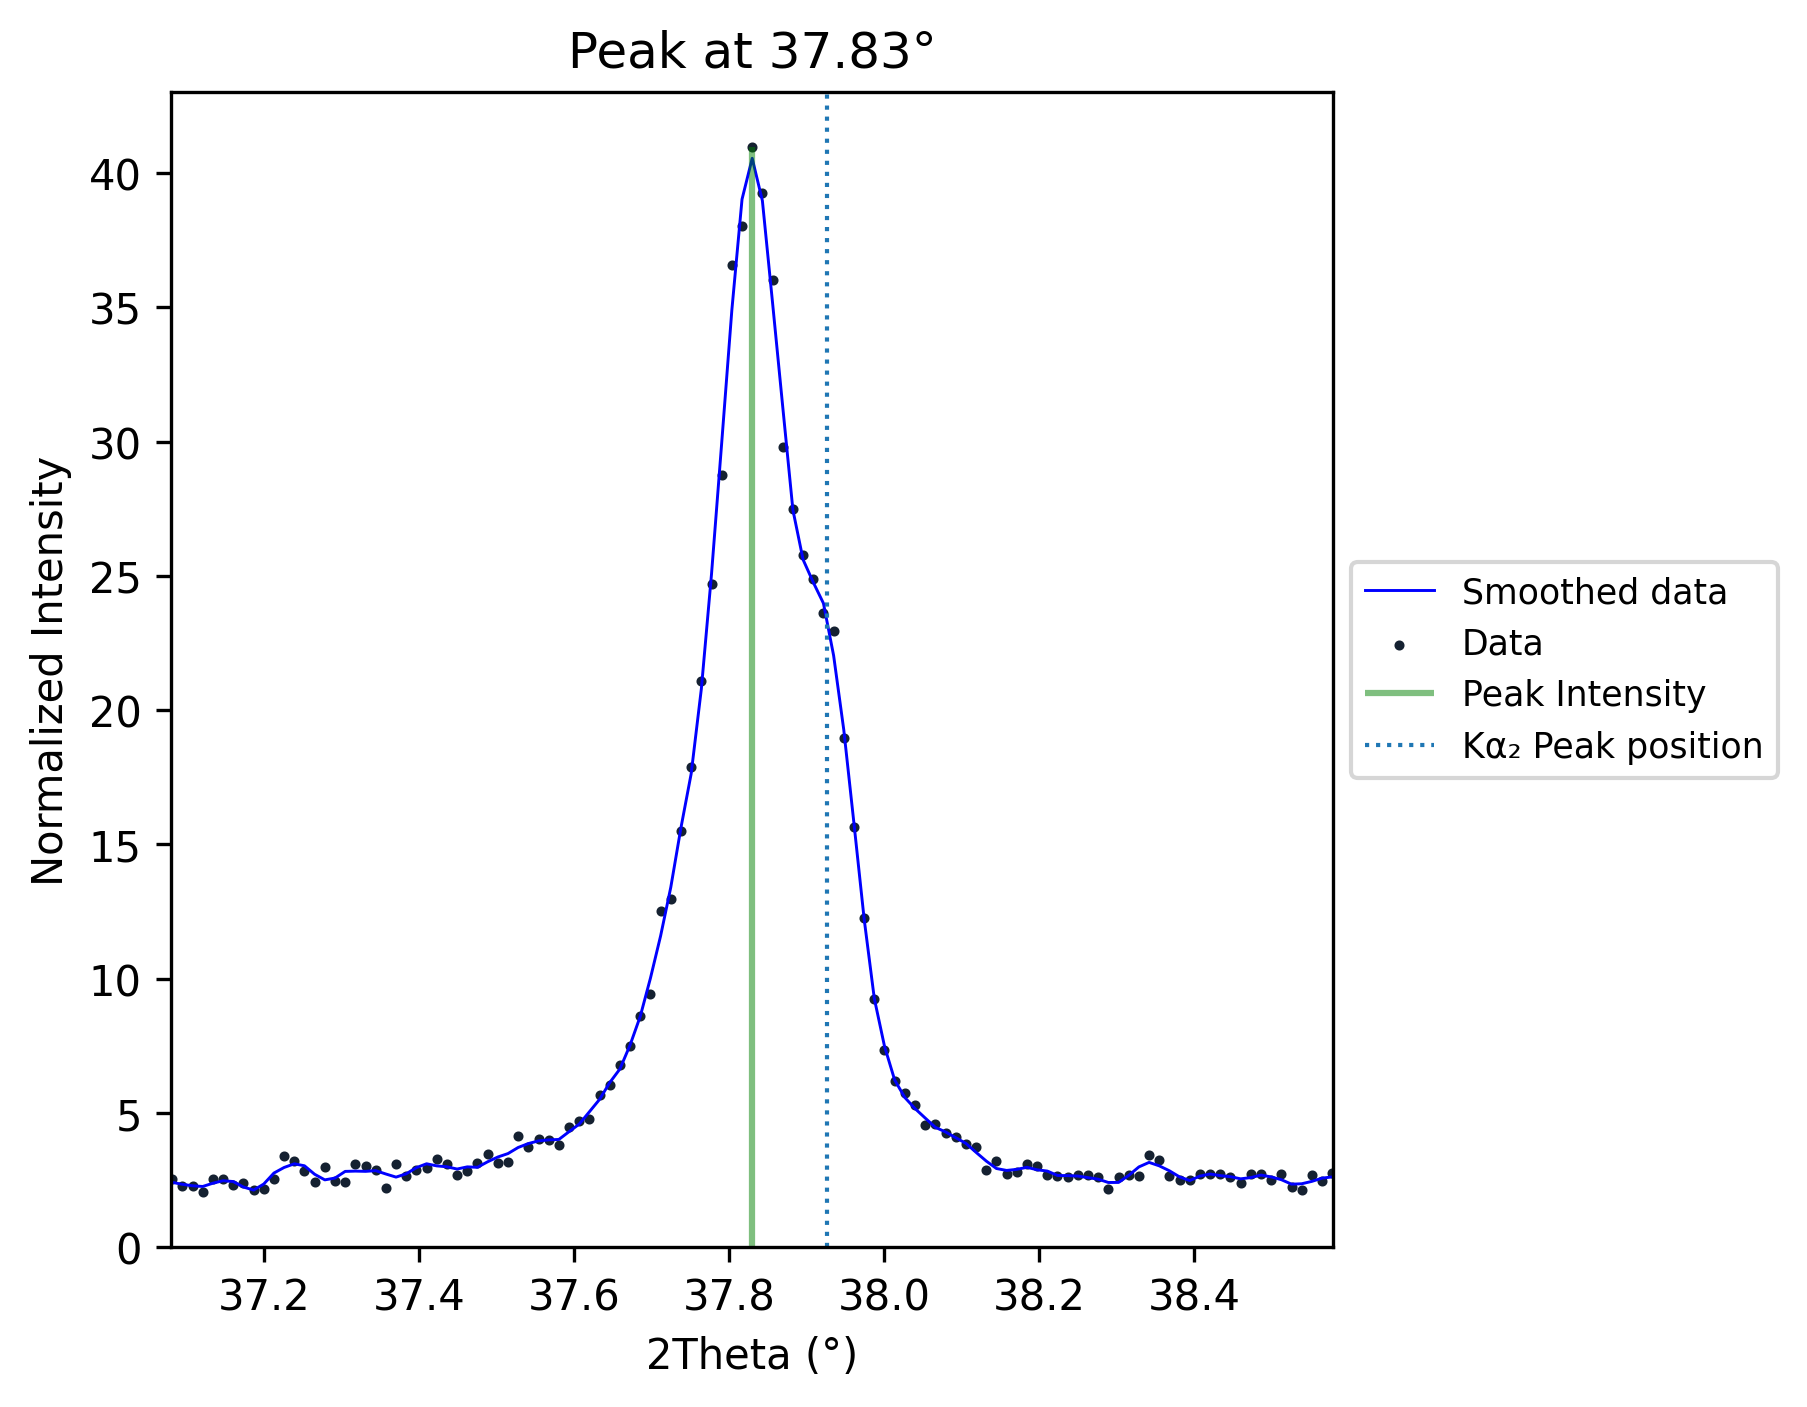 Peak at 37.83°
Normalized Intensity
40
35
30
25
20
15
10
5
0
37.2 37.4 37.6 37.8 38.0 38.2 38.4
2Theta (°)
Smoothed data
Data
Peak Intensity
Kα₂ Peak position